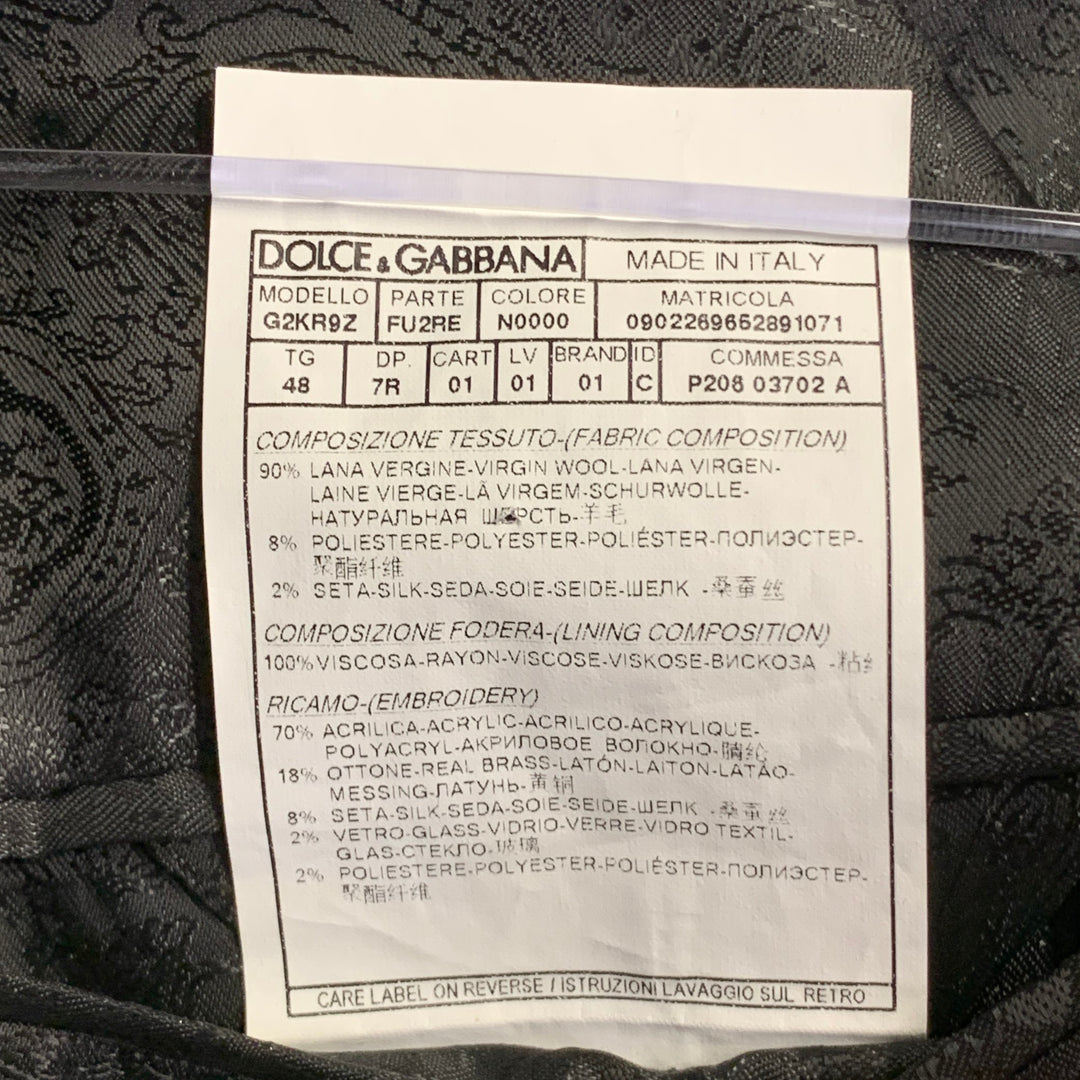 DOLCE & GABBANA MADE IN ITALY
MODELLO PARTE COLORE MATRICOLA
G2KR9Z FU2RE N0000 0902269652891071
TG DP. CART LV BRAND ID COMMESSA
48 7R 01 01 01 C P206 03702 A
COMPOSIZIONE TESSUTO-(FABRIC COMPOSITION)
90% LANA VERGINE-VIRGIN WOOL-LANA VIRGEN-
LAINE VIERGE-LÃ VIRGEM-SCHURWOLLE-
НАТУРАЛЬНАЯ ШЕРСТЬ-羊毛
8% POLIESTERE-POLYESTER-POLIÉSTER-ПОЛИЭСТЕР-
聚酯纤维
2% SETA-SILK-SEDA-SOIE-SEIDE-ШЕЛК -桑蚕丝
COMPOSIZIONE FODERA-(LINING COMPOSITION)
100% VISCOSA-RAYON-VISCOSE-VISKOSE-ВИСКОЗА -粘
RICAMO-(EMBROIDERY)
70% ACRILICA-ACRYLIC-ACRILICO-ACRYLIQUE-
POLYACRYL-АКРИЛОВОЕ ВОЛОКНО-腈纶
18% OTTONE-REAL BRASS-LATÓN-LAITON-LATÃO-
MESSING-ЛАТУНЬ-黄铜
8% SETA-SILK-SEDA-SOIE-SEIDE-ШЕЛК -桑蚕丝
2% VETRO-GLASS-VIDRIO-VERRE-VIDRO TEXTIL-
GLAS-СТЕКЛО-玻璃
2% POLIESTERE-POLYESTER-POLIÉSTER-ПОЛИЭСТЕР-
聚酯纤维
CARE LABEL ON REVERSE / ISTRUZIONI LAVAGGIO SUL RETRO